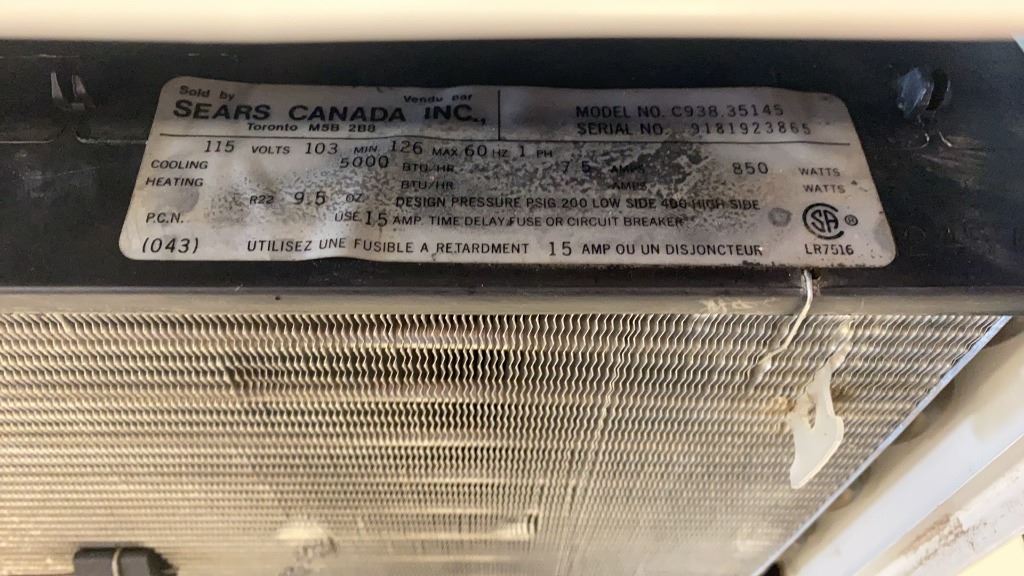 Sold by Vendu par
SEARS CANADA INC.,
Toronto M5B 2B8
MODEL NO. C938.35145
SERIAL NO. 9181923865
115 VOLTS 103 MIN 126 MAX 60 HZ 1 PH
COOLING 5000 BTU/HR 7.5 AMPS 850 WATTS
HEATING BTU/HR AMPS WATTS
R22 9.5 OZ. DESIGN PRESSURE PSIG 200 LOW SIDE 400 HIGH SIDE
P.C.N. USE 15 AMP. TIME DELAY FUSE OR CIRCUIT BREAKER
(043) UTILISEZ UNE FUSIBLE A RETARDMENT 15 AMP OU UN DISJONCTEUR
SA ®
LR7516